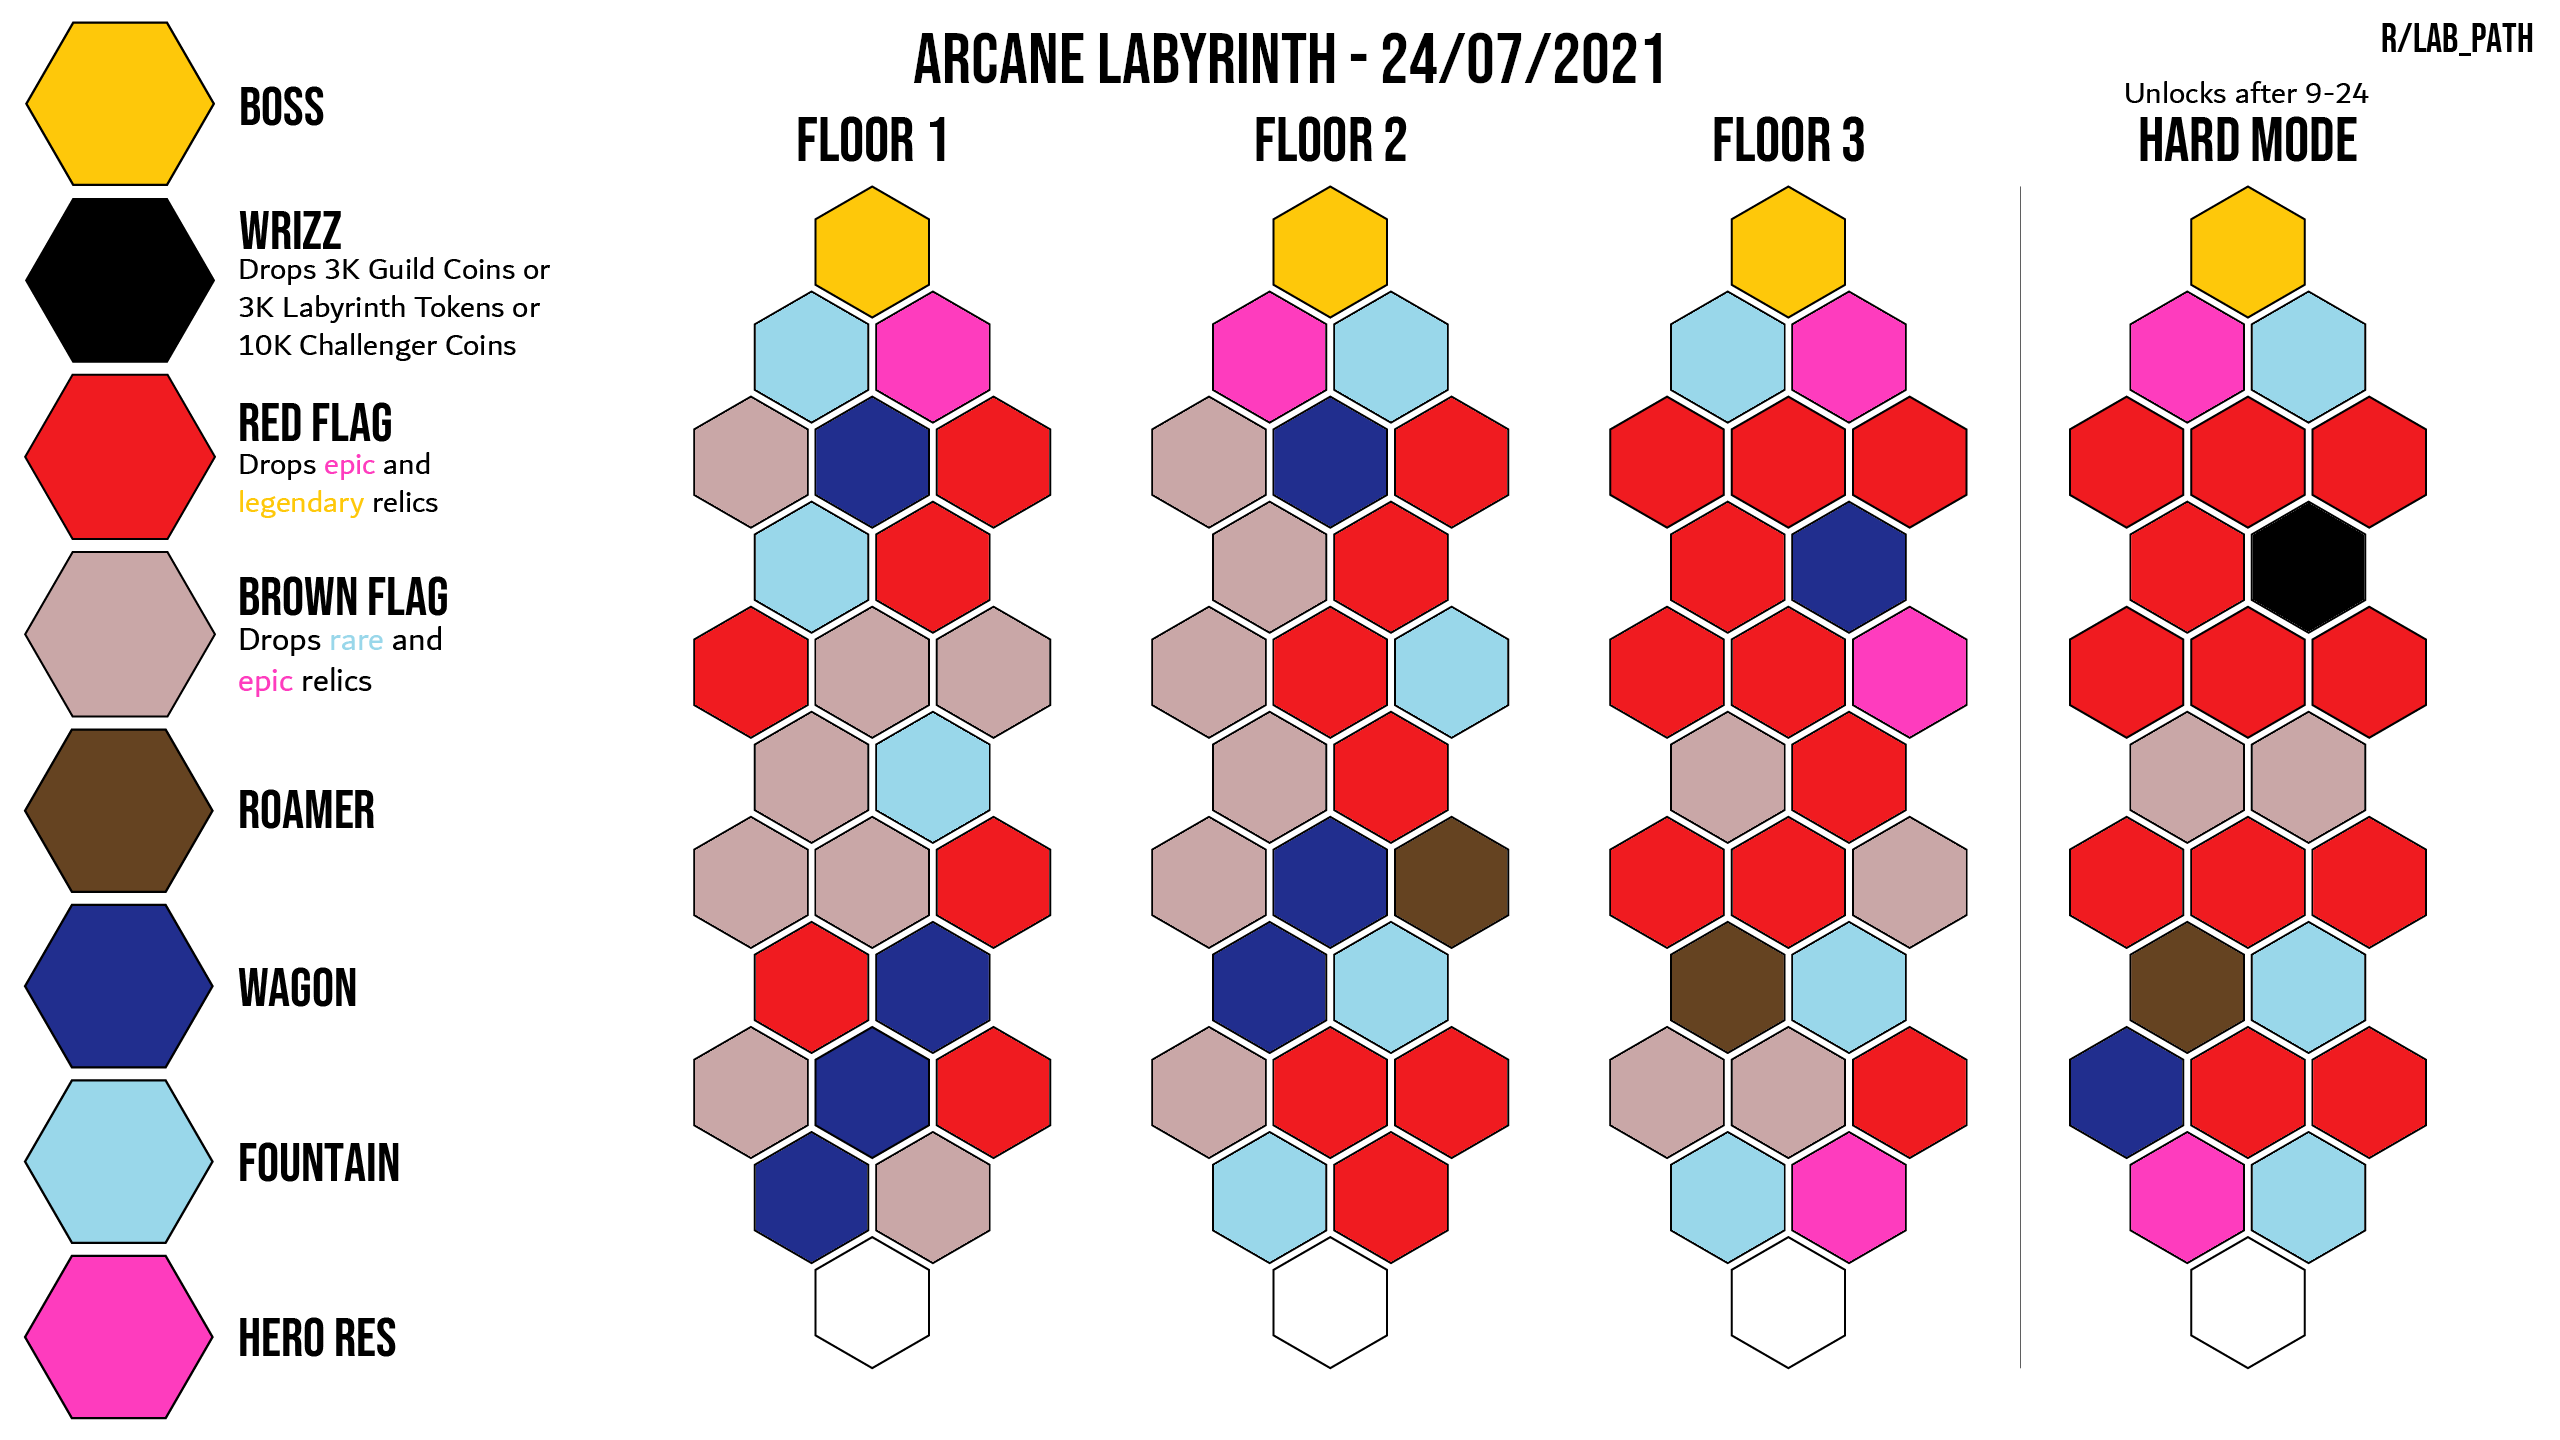 ARCANE LABYRINTH - 24/07/2021
R/LAB_PATH
BOSS
WRIZZ
Drops 3K Guild Coins or
3K Labyrinth Tokens or
10K Challenger Coins
RED FLAG
Drops epic and
legendary relics
BROWN FLAG
Drops rare and
epic relics
ROAMER
WAGON
FOUNTAIN
HERO RES
FLOOR 1
FLOOR 2
FLOOR 3
Unlocks after 9-24
HARD MODE